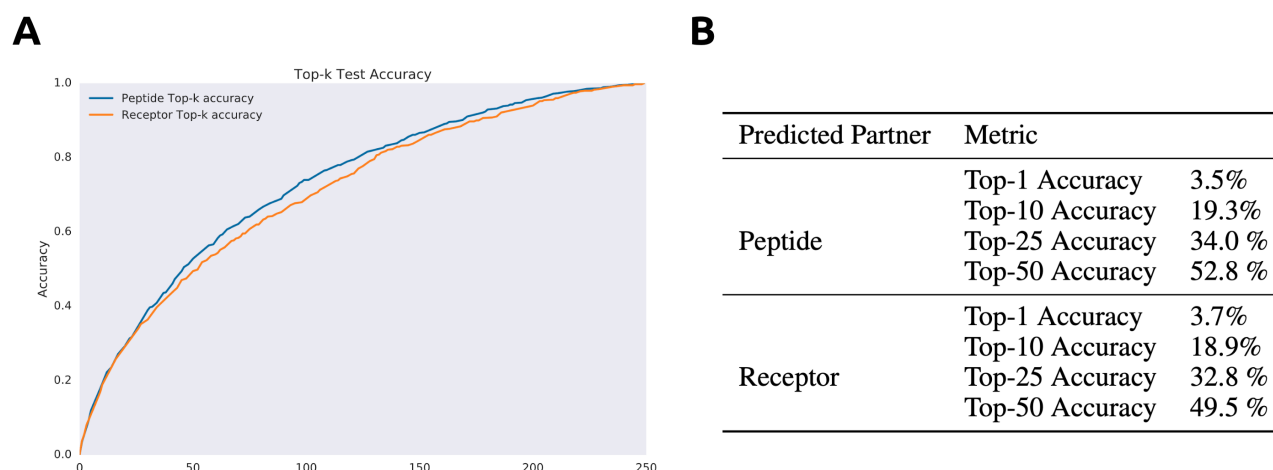 A
Top-k Test Accuracy
1.0
Peptide Top-k accuracy
Receptor Top-k accuracy
0.8
0.6
Accuracy
0.4
0.2
0.0
0 50 100 150 200 250
B
Predicted Partner Metric
Top-1 Accuracy 3.5%
Top-10 Accuracy 19.3%
Peptide
Top-25 Accuracy 34.0 %
Top-50 Accuracy 52.8 %
Top-1 Accuracy 3.7%
Top-10 Accuracy 18.9%
Receptor
Top-25 Accuracy 32.8 %
Top-50 Accuracy 49.5 %